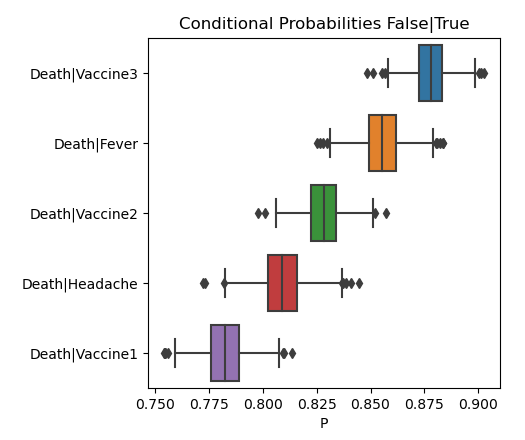 Conditional Probabilities False|True
Death|Vaccine3
Death|Fever
Death|Vaccine2
Death|Headache
Death|Vaccine1
0.750 0.775 0.800 0.825 0.850 0.875 0.900
P